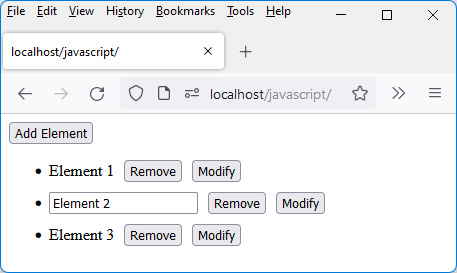 File Edit View History Bookmarks Tools Help
localhost/javascript/
localhost/javascript/
Add Element
Element 1 Remove Modify
Element 2 Remove Modify
Element 3 Remove Modify